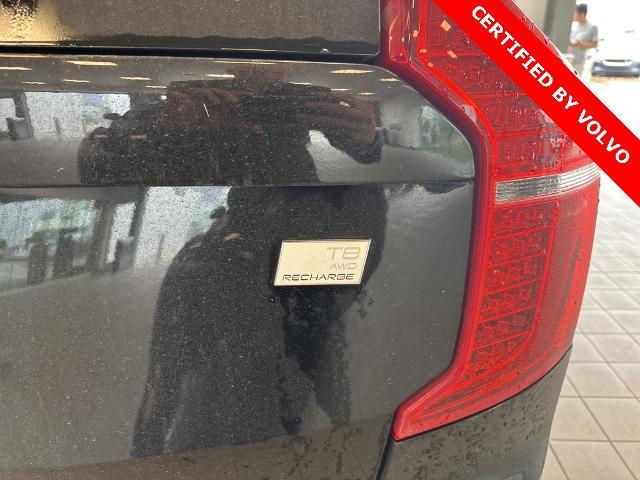 CERTIFIED BY VOLVO
T8
AWD
RECHARGE